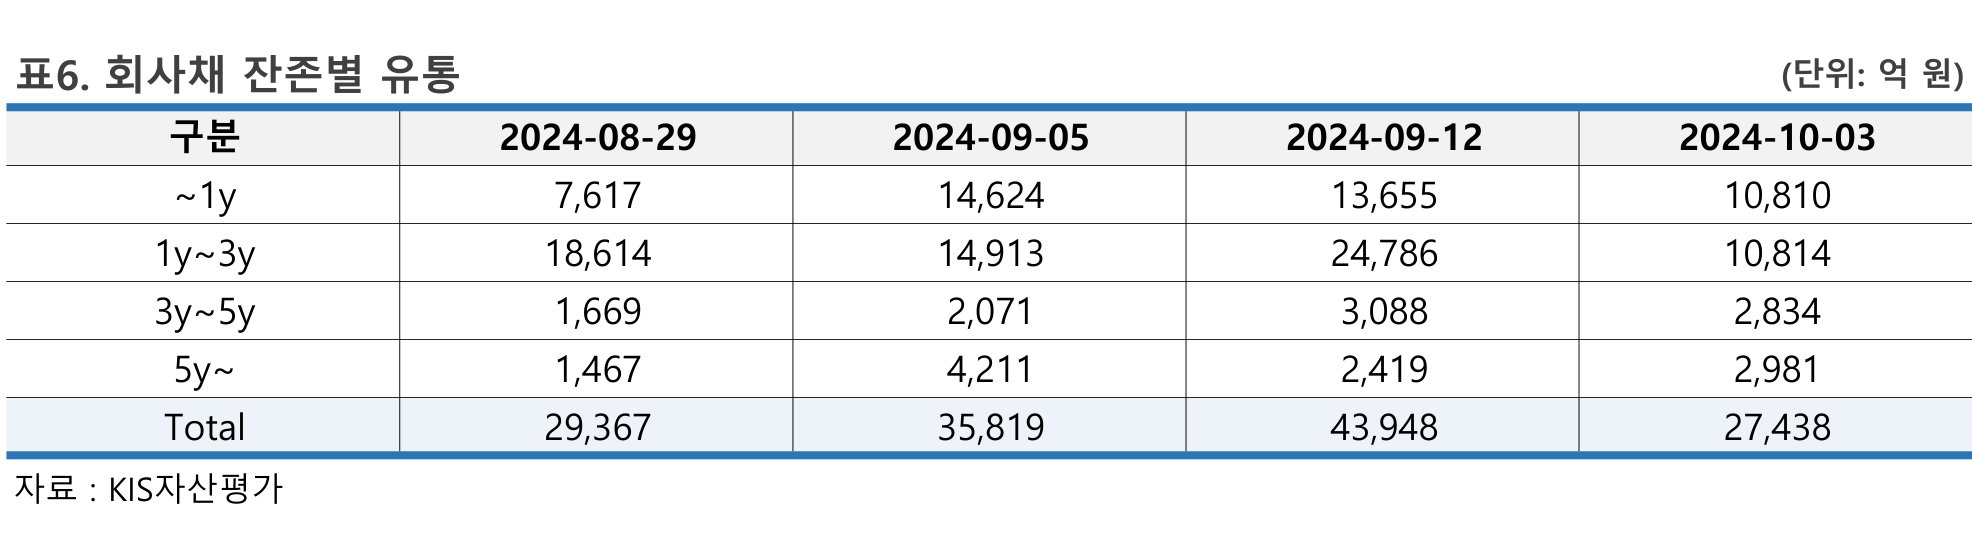 표6. 회사채 잔존별 유통 (단위: 억 원)
구분 2024-08-29 2024-09-05 2024-09-12 2024-10-03
~1y 7,617 14,624 13,655 10,810
1y~3y 18,614 14,913 24,786 10,814
3y~5y 1,669 2,071 3,088 2,834
5y~ 1,467 4,211 2,419 2,981
Total 29,367 35,819 43,948 27,438
자료 : KIS자산평가